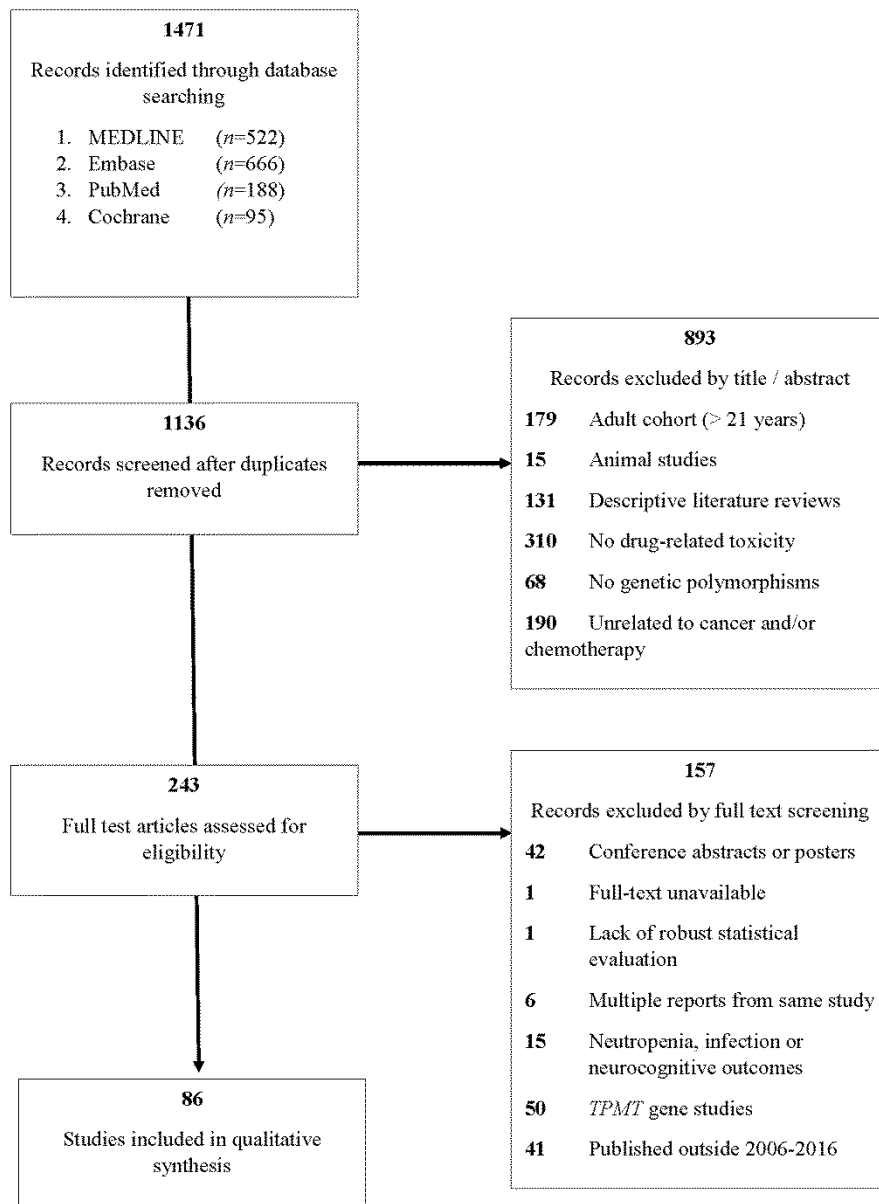 1471
Records identified through database
searching
1. MEDLINE (n=522)
2. Embase (n=666)
3. PubMed (n=188)
4. Cochrane (n=95)
893
Records excluded by title / abstract
179 Adult cohort (> 21 years)
15 Animal studies
131 Descriptive literature reviews
310 No drug-related toxicity
68 No genetic polymorphisms
190 Unrelated to cancer and/or
chemotherapy
1136
Records screened after duplicates
removed
243
Full test articles assessed for
eligibility
157
Records excluded by full text screening
42 Conference abstracts or posters
1 Full-text unavailable
1 Lack of robust statistical
evaluation
6 Multiple reports from same study
15 Neutropenia, infection or
neurocognitive outcomes
50 TPMT gene studies
41 Published outside 2006-2016
86
Studies included in qualitative
synthesis